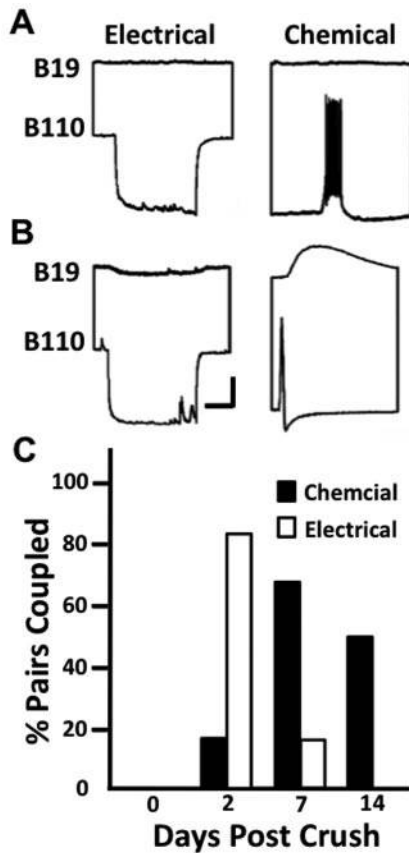 A
Electrical Chemical
B19
B110
B
B19
B110
C
Chemcial
Electrical
% Pairs Coupled
100
80
60
40
20
0
0 2 7 14
Days Post Crush